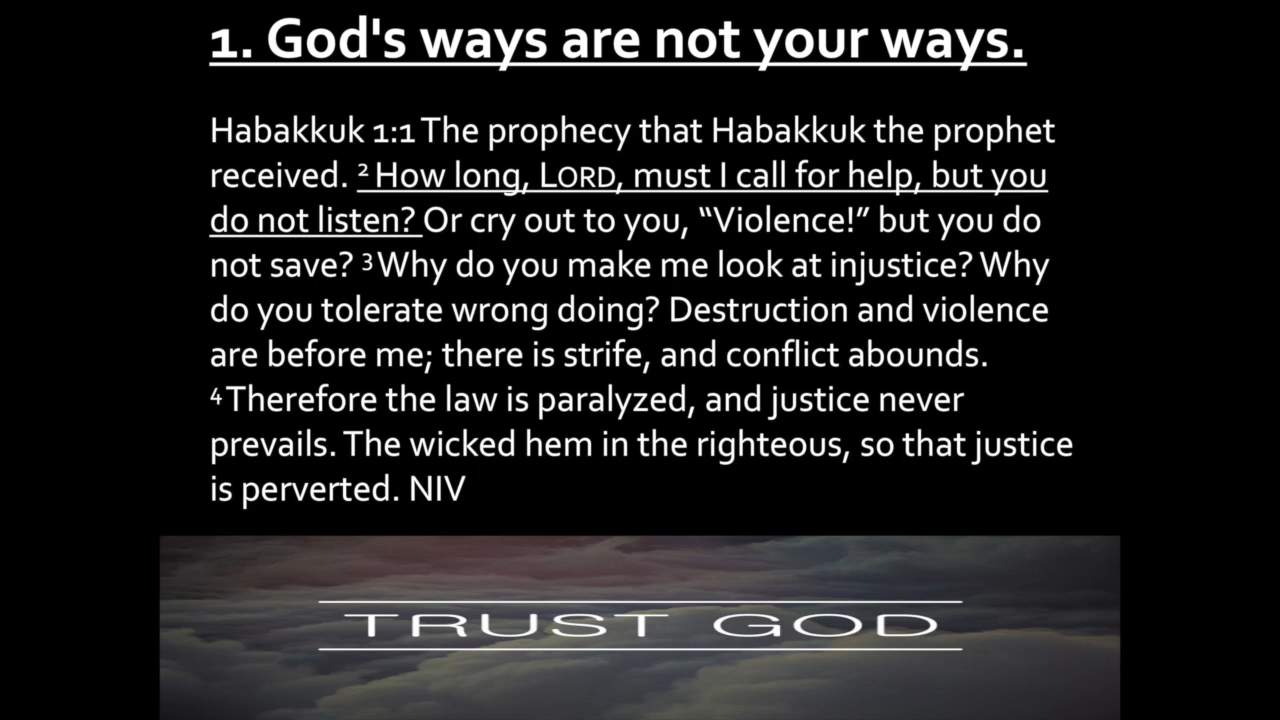 1. God's ways are not your ways.
Habakkuk 1:1 The prophecy that Habakkuk the prophet
received. ² How long, LORD, must I call for help, but you
do not listen? Or cry out to you, “Violence!” but you do
not save? ³ Why do you make me look at injustice? Why
do you tolerate wrong doing? Destruction and violence
are before me; there is strife, and conflict abounds.
⁴ Therefore the law is paralyzed, and justice never
prevails. The wicked hem in the righteous, so that justice
is perverted. NIV
TRUST GOD